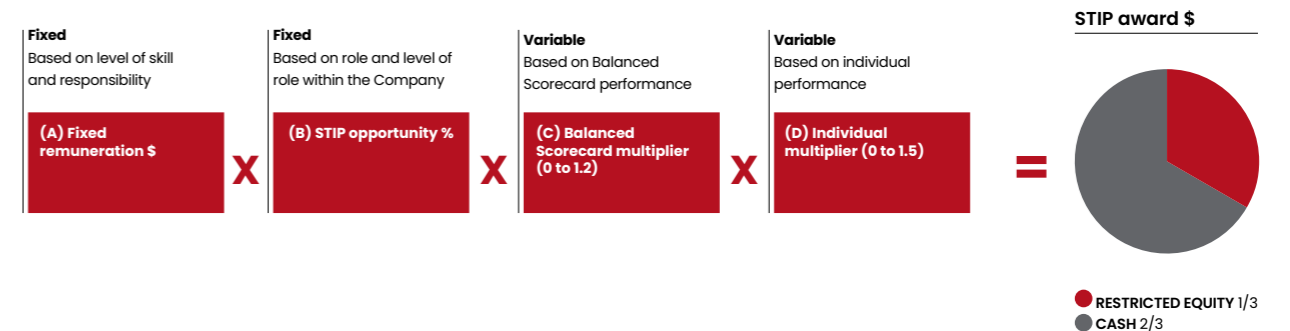 Fixed
Based on level of skill
and responsibility
(A) Fixed
remuneration $
X
Fixed
Based on role and level of
role within the Company
(B) STIP opportunity %
X
Variable
Based on Balanced
Scorecard performance
(C) Balanced
Scorecard multiplier
(0 to 1.2)
X
Variable
Based on individual
performance
(D) Individual
multiplier (0 to 1.5)
=
STIP award $
RESTRICTED EQUITY 1/3
CASH 2/3